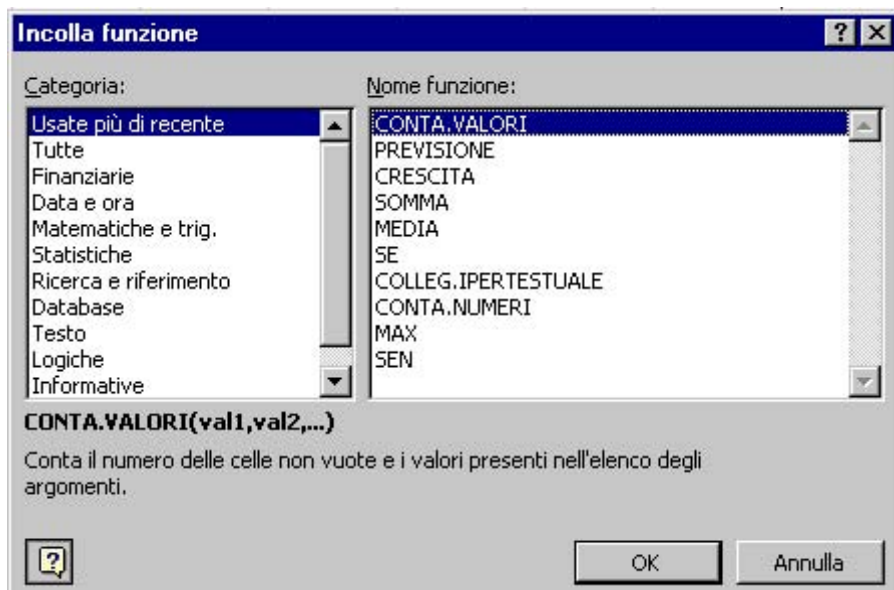 Incolla funzione
Categoria:
Nome funzione:
Usate più di recente
Tutte
Finanziarie
Data e ora
Matematiche e trig.
Statistiche
Ricerca e riferimento
Database
Testo
Logiche
Informative
CONTA.VALORI
PREVISIONE
CRESCITA
SOMMA
MEDIA
SE
COLLEG.IPERTESTUALE
CONTA.NUMERI
MAX
SEN
CONTA.VALORI(val1,val2,...)
Conta il numero delle celle non vuote e i valori presenti nell'elenco degli
argomenti.
OK
Annulla